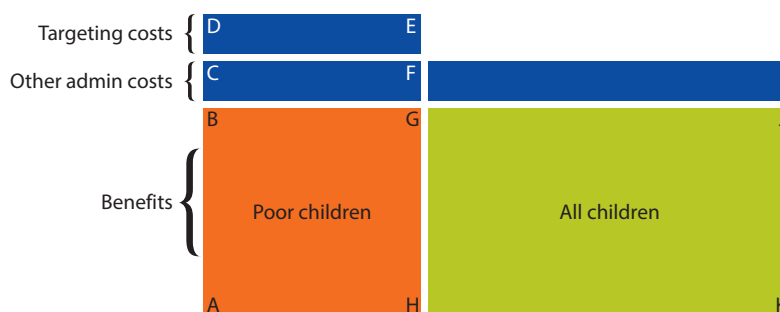 Targeting costs { D E
Other admin costs { C F
B G
Benefits {
Poor children All children
A H